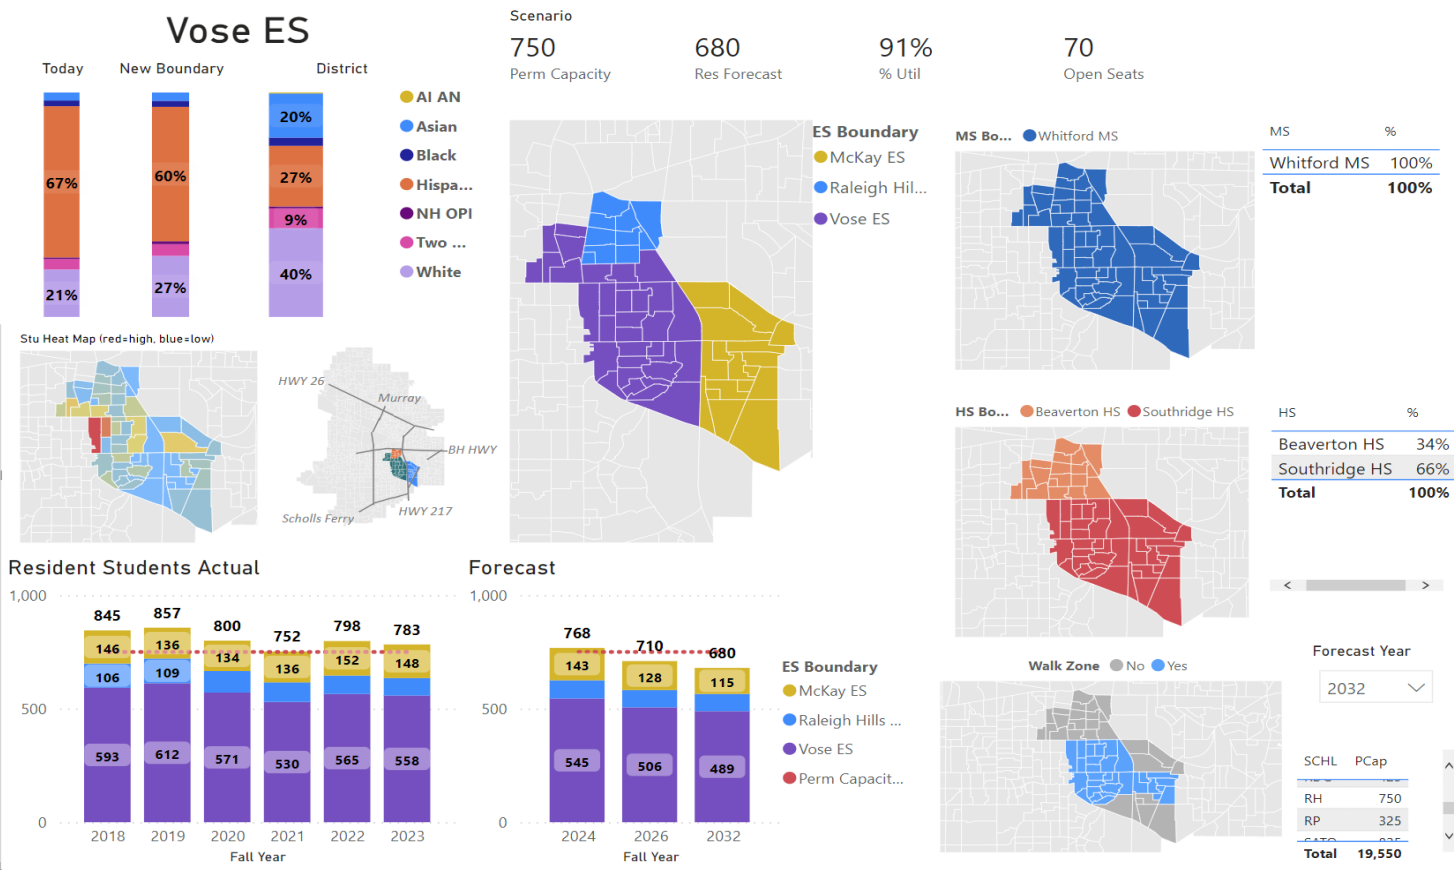 Vose ES
Today
New Boundary
District
67%
21%
60%
27%
20%
27%
9%
40%
AI AN
Asian
Black
Hispa...
NH OPI
Two ...
White
Scenario
750
Perm Capacity
680
Res Forecast
91%
% Util
70
Open Seats
ES Boundary
McKay ES
Raleigh Hil...
Vose ES
MS Bo...
Whitford MS
MS %
Whitford MS 100%
Total 100%
Stu Heat Map (red=high, blue=low)
HWY 26
Murray
BH HWY
HWY 217
Scholls Ferry
HS Bo...
Beaverton HS
Southridge HS
HS %
Beaverton HS 34%
Southridge HS 66%
Total 100%
Resident Students Actual
1,000
500
0
845
146
106
593
857
136
109
612
800
134
571
752
136
530
798
152
565
783
148
558
2018 2019 2020 2021 2022 2023
Fall Year
Forecast
1,000
500
0
768
143
545
710
128
506
680
115
489
2024 2026 2032
Fall Year
ES Boundary
McKay ES
Raleigh Hills ...
Vose ES
Perm Capacit...
Walk Zone
No
Yes
Forecast Year
2032
SCHL PCap
RH 750
RP 325
Total 19,550